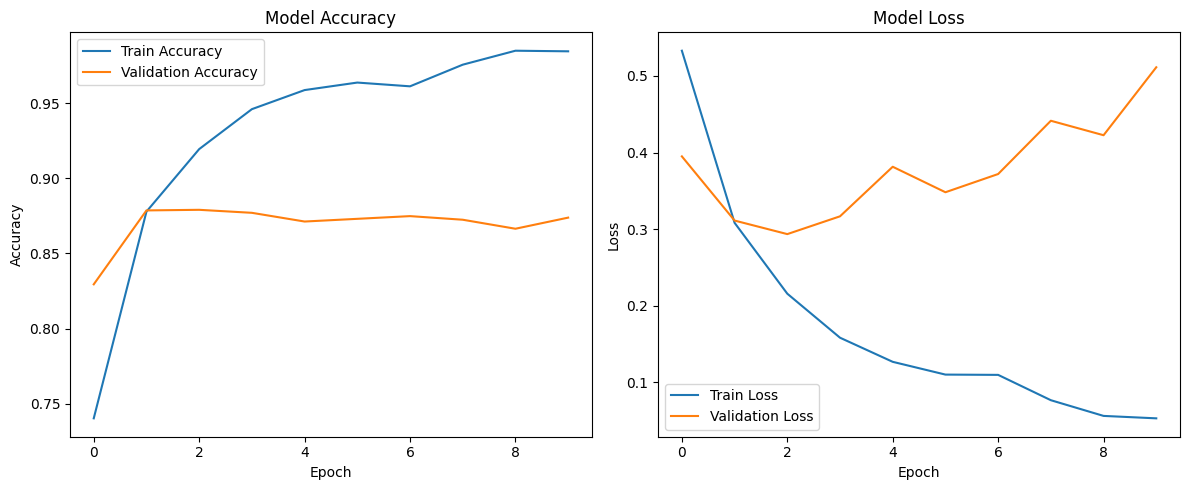 Model Accuracy
Train Accuracy
Validation Accuracy
0.95
0.90
0.85
0.80
0.75
Accuracy
0 2 4 6 8
Epoch
Model Loss
0.5
0.4
0.3
0.2
0.1
Loss
Train Loss
Validation Loss
0 2 4 6 8
Epoch